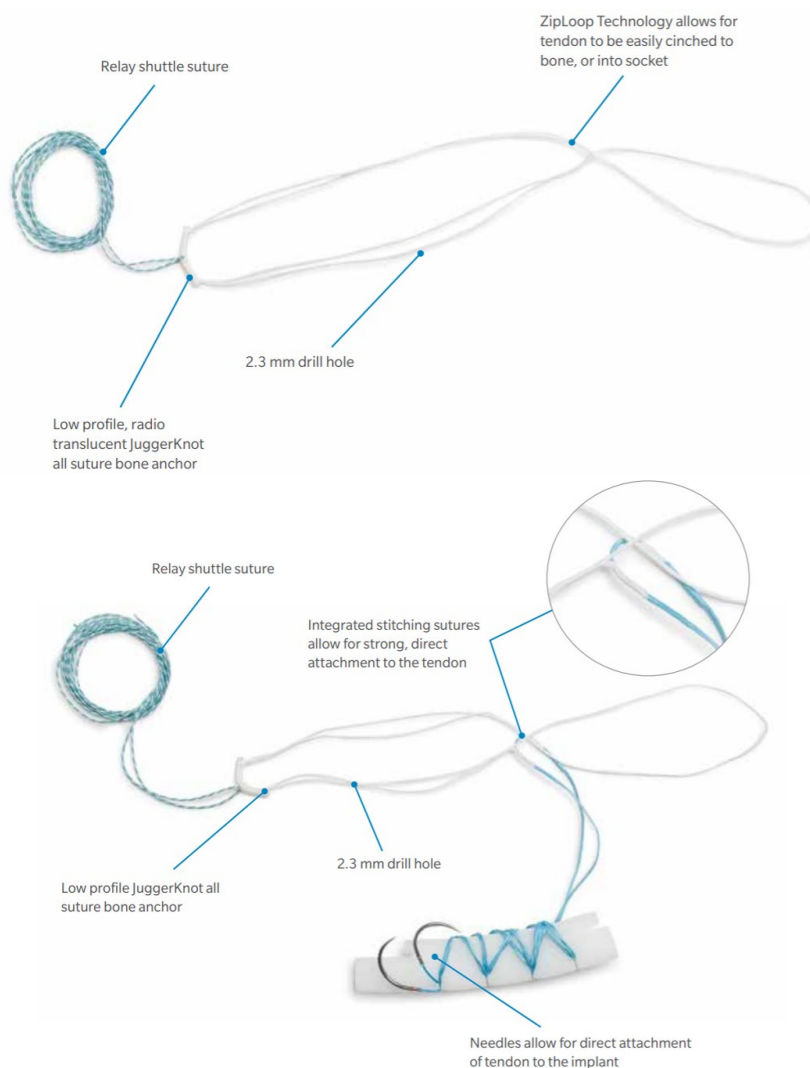 ZipLoop Technology allows for
tendon to be easily cinched to
bone, or into socket
Relay shuttle suture
2.3 mm drill hole
Low profile, radio
translucent JuggerKnot
all suture bone anchor
Relay shuttle suture
Integrated stitching sutures
allow for strong, direct
attachment to the tendon
2.3 mm drill hole
Low profile JuggerKnot all
suture bone anchor
Needles allow for direct attachment
of tendon to the implant